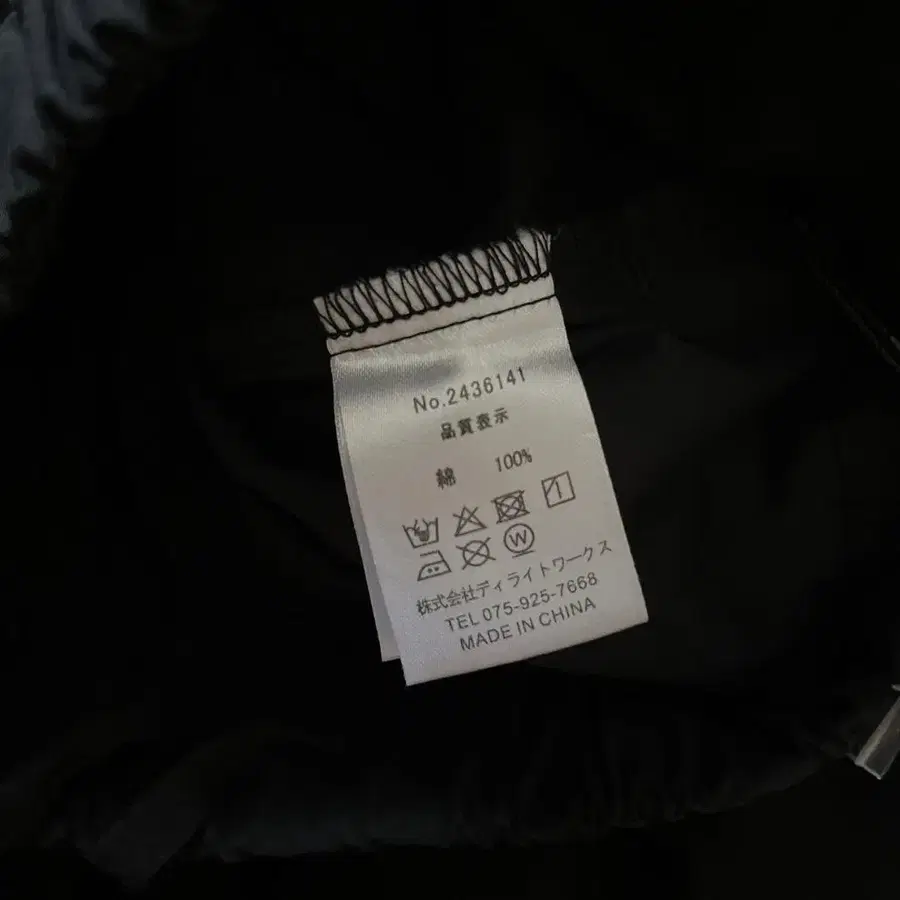 No.2436141
品質表示
綿 100%
W
株式会社ディライトワークス
TEL 075-925-7668
MADE IN CHINA